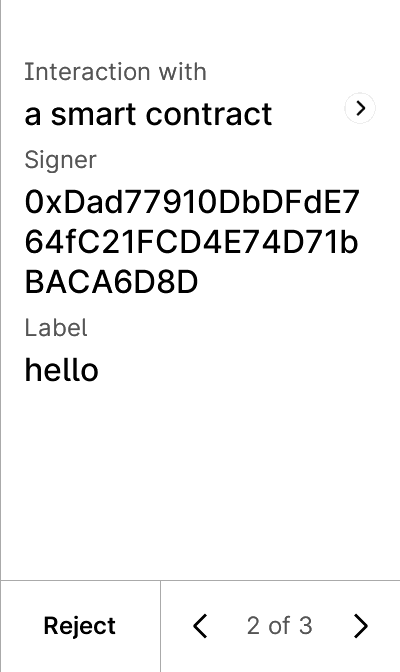 Interaction with
a smart contract
Signer
0xDad77910DbDFdE7
64fC21FCD4E74D71b
BACA6D8D
Label
hello
Reject
2 of 3